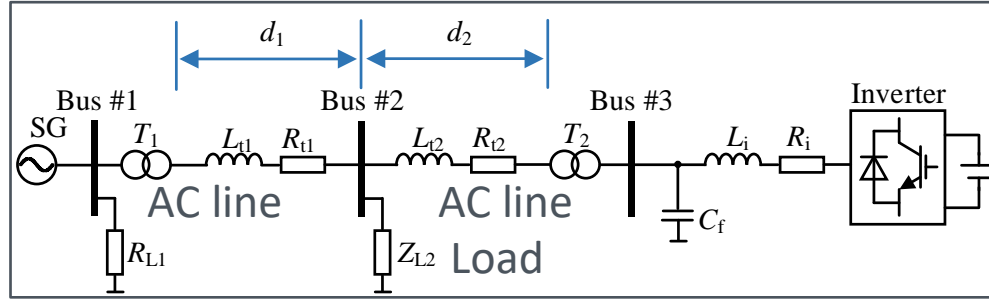 d1 d2
Bus #1 Bus #2 Bus #3 Inverter
SG T1 Lt1 Rt1 Lt2 Rt2 T2 Li Ri
AC line AC line
RL1 ZL2 Load Cf